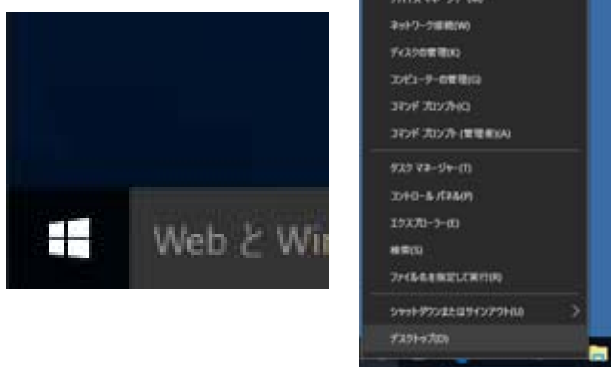 Web と Wi
ネットワーク接続(W)
ディスクの管理(K)
コンピューターの管理(G)
コマンド プロンプト(C)
コマンド プロンプト (管理者)(A)
タスク マネージャー(T)
コントロール パネル(P)
エクスプローラー(E)
検索(S)
ファイル名を指定して実行(R)
シャットダウンまたはサインアウト(U)
デスクトップ(D)